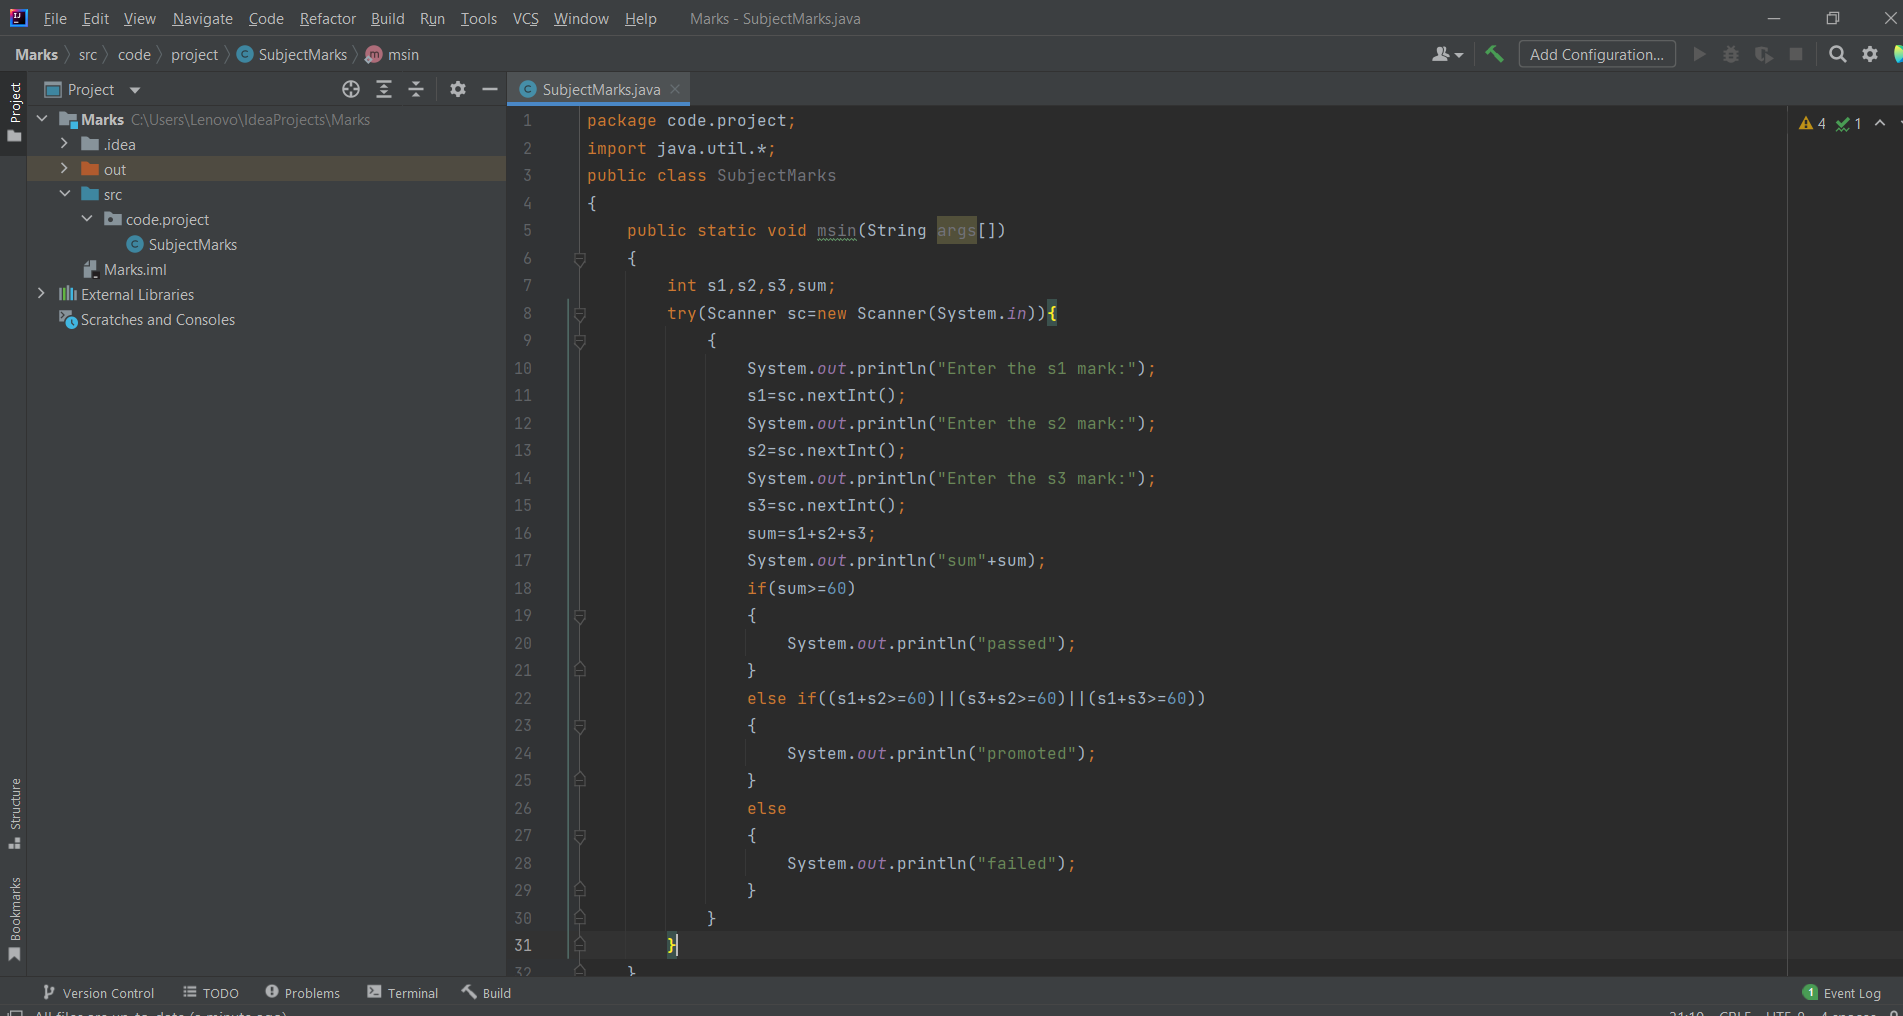 File Edit View Navigate Code Refactor Build Run Tools VCS Window Help Marks - SubjectMarks.java
Marks src code project SubjectMarks msin Add Configuration...
Project
Project SubjectMarks.java
Marks C:\Users\Lenovo\IdeaProjects\Marks
.idea
out
src
code.project
SubjectMarks
Marks.iml
External Libraries
Scratches and Consoles
4 1
1 package code.project;
2 import java.util.*;
3 public class SubjectMarks
4 {
5 public static void msin(String args[])
6 {
7 int s1,s2,s3,sum;
8 try(Scanner sc=new Scanner(System.in)){
9 {
10 System.out.println("Enter the s1 mark:");
11 s1=sc.nextInt();
12 System.out.println("Enter the s2 mark:");
13 s2=sc.nextInt();
14 System.out.println("Enter the s3 mark:");
15 s3=sc.nextInt();
16 sum=s1+s2+s3;
17 System.out.println("sum"+sum);
18 if(sum>=60)
19 {
20 System.out.println("passed");
21 }
22 else if((s1+s2>=60)||(s3+s2>=60)||(s1+s3>=60))
23 {
24 System.out.println("promoted");
25 }
26 else
27 {
28 System.out.println("failed");
29 }
30 }
31 }
32 }
Structure
Bookmarks
Version Control TODO Problems Terminal Build 1 Event Log
All files are up-to-date (a minute ago) 31:10 CRLF UTF-8 4 spaces